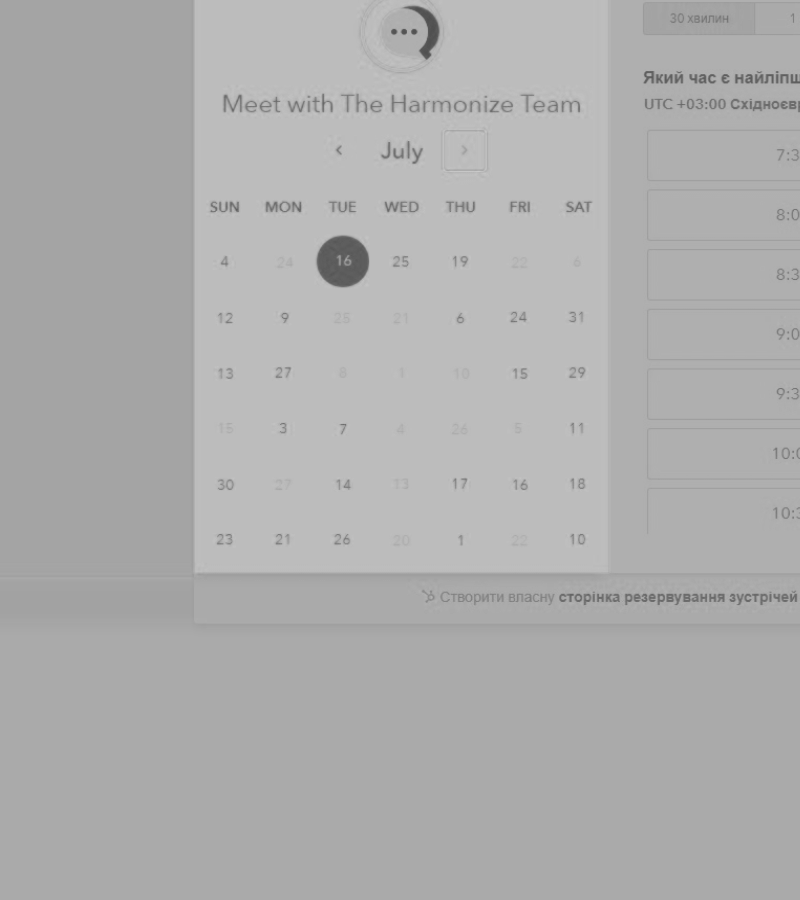 Meet with The Harmonize Team
July
SUN MON TUE WED THU FRI SAT
4 24 16 25 19 22 6
12 9 25 21 6 24 31
13 27 8 1 10 15 29
15 3 7 4 26 5 11
30 27 14 13 17 16 18
23 21 26 20 1 22 10
30 хвилин 1
Який час є найліпш
UTC +03:00 Східноєвр
7:3
8:0
8:3
9:0
9:3
10:0
10:3
Створити власну сторінка резервування зустрічей